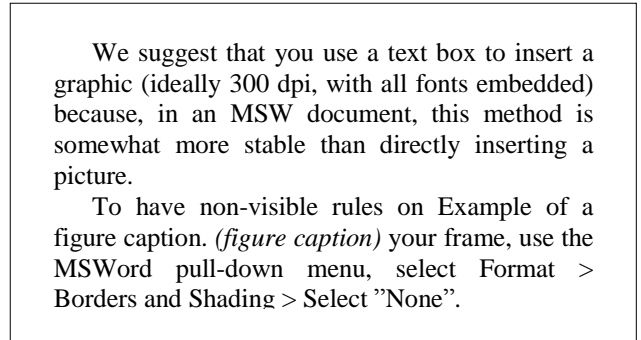 We suggest that you use a text box to insert a
graphic (ideally 300 dpi, with all fonts embedded)
because, in an MSW document, this method is
somewhat more stable than directly inserting a
picture.
To have non-visible rules on Example of a
figure caption. (figure caption) your frame, use the
MSWord pull-down menu, select Format >
Borders and Shading > Select ”None”.